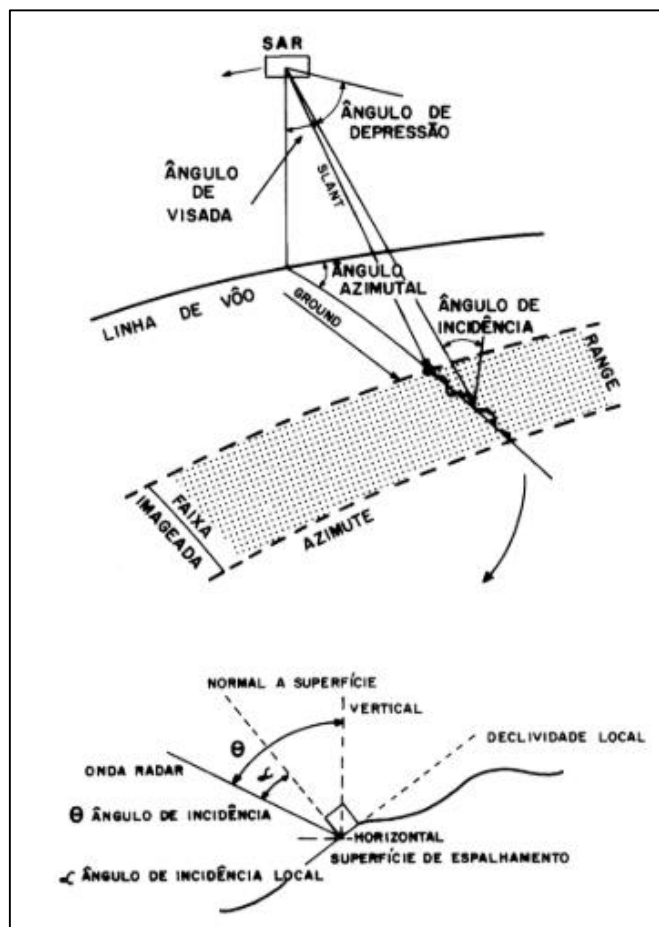 SAR
ÂNGULO DE
DEPRESSÃO
ÂNGULO
DE
VISADA
SLANT
ÂNGULO
AZIMUTAL
LINHA DE VÔO
GROUND
ÂNGULO DE
INCIDÊNCIA
RANGE
FAIXA
IMAGEADA
AZIMUTE
NORMAL A SUPERFÍCIE
VERTICAL
θ
DECLIVIDADE LOCAL
ONDA RADAR
α
θ ÂNGULO DE INCIDÊNCIA
HORIZONTAL
SUPERFÍCIE DE ESPALHAMENTO
α ÂNGULO DE INCIDÊNCIA LOCAL